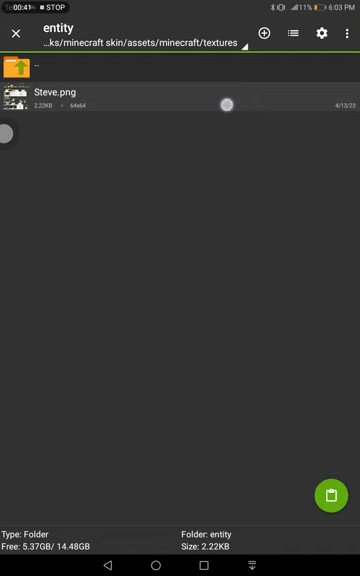 00:41 STOP 11% 6:03 PM
entity
...ks/minecraft skin/assets/minecraft/textures
..
Steve.png
2.22KB • 64x64 4/13/23
Type: Folder Folder: entity
Free: 5.37GB/ 14.48GB Size: 2.22KB